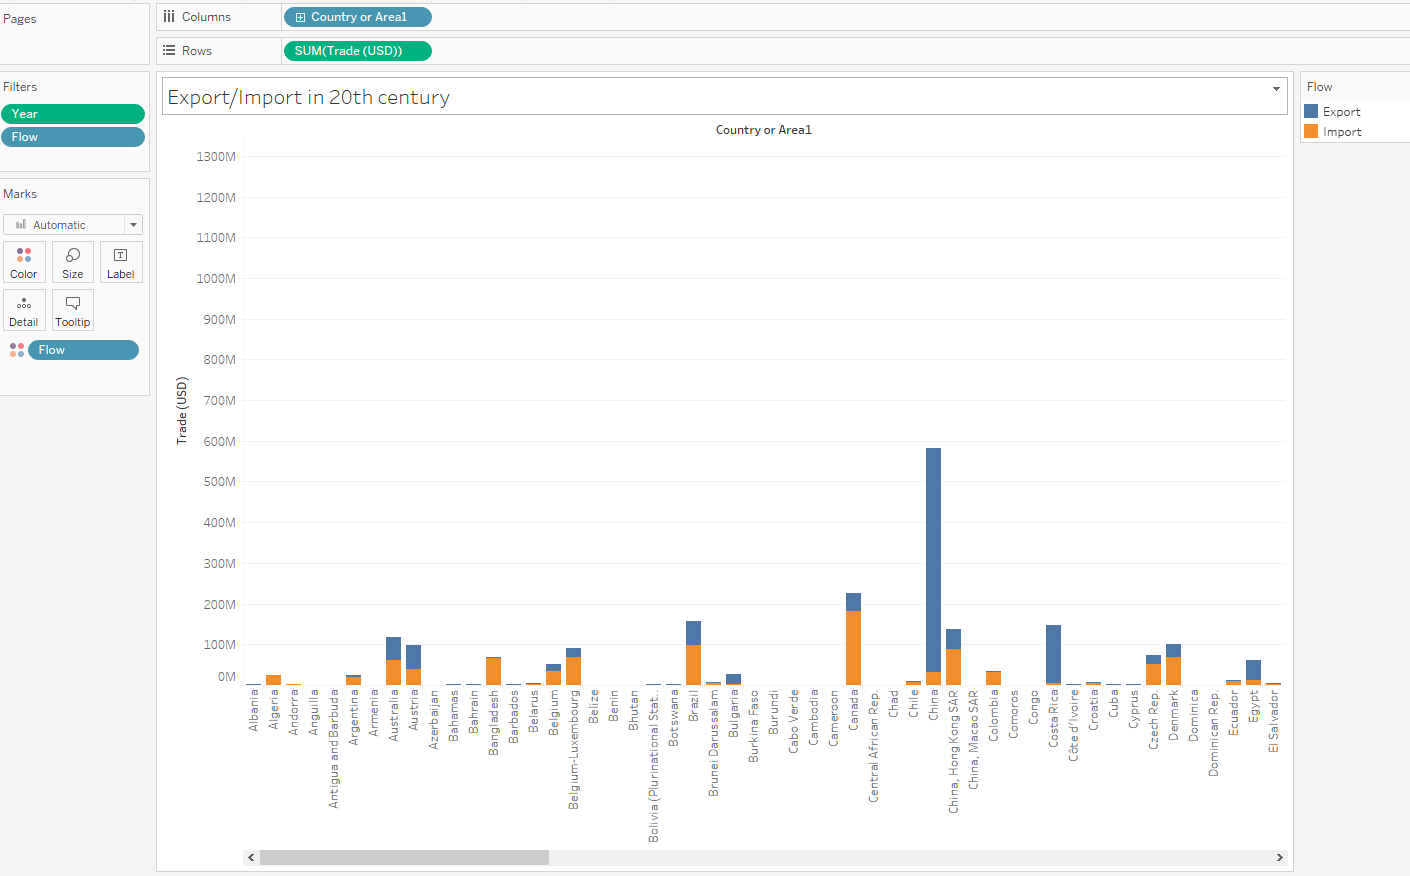 Pages
Columns
Country or Area1
Rows
SUM(Trade (USD))
Filters
Year
Flow
Marks
Automatic
Color
Size
Label
Detail
Tooltip
Flow
Export/Import in 20th century
Country or Area1
Trade (USD)
1300M
1200M
1100M
1000M
900M
800M
700M
600M
500M
400M
300M
200M
100M
0M
Albania
Algeria
Andorra
Anguilla
Antigua and Barbuda
Argentina
Armenia
Australia
Austria
Azerbaijan
Bahamas
Bahrain
Bangladesh
Barbados
Belarus
Belgium
Belgium-Luxembourg
Belize
Benin
Bhutan
Bolivia (Plurinational Stat..
Botswana
Brazil
Brunei Darussalam
Bulgaria
Burkina Faso
Burundi
Cabo Verde
Cambodia
Cameroon
Canada
Central African Rep.
Chad
Chile
China
China, Hong Kong SAR
China, Macao SAR
Colombia
Comoros
Congo
Costa Rica
Côte d'Ivoire
Croatia
Cuba
Cyprus
Czech Rep.
Denmark
Dominica
Dominican Rep.
Ecuador
Egypt
El Salvador
Flow
Export
Import